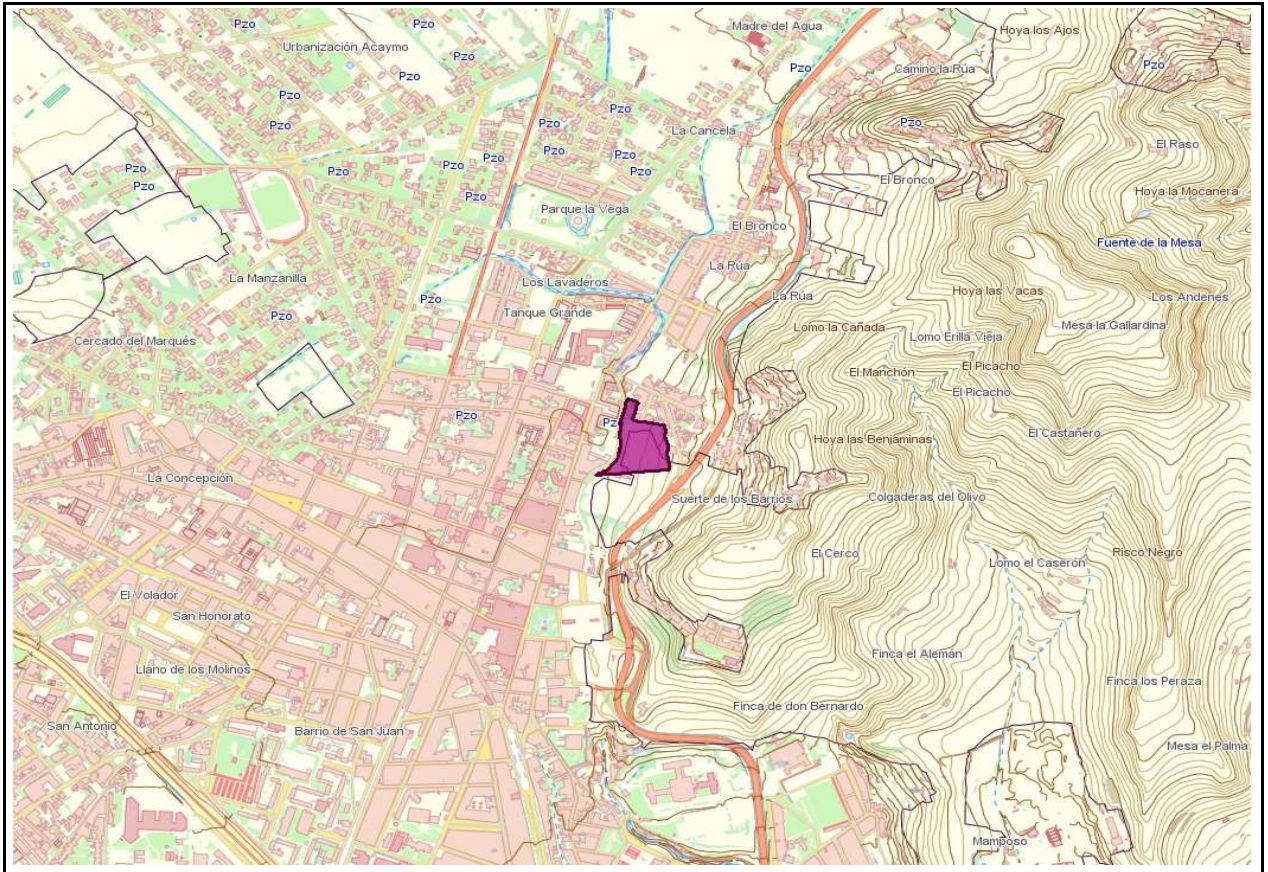 Pzo
Madre del Agua
Pzo
Hoya los Ajos
Urbanización Acaymo
Pzo
Pzo
Camino la Rúa
Pzo
Pzo
Pzo
Pzo
Pzo
Pzo
La Cancela
Pzo
El Raso
Pzo
Pzo
Pzo
Pzo
Pzo
Pzo
Pzo
Pzo
El Bronco
Hoya la Mocanera
Pzo
Parque la Vega
El Bronco
Fuente de la Mesa
La Rúa
La Manzanilla
Los Lavaderos
La Rúa
Hoya las Vacas
Los Andenes
Pzo
Tanque Grande
Pzo
Lomo la Cañada
Lomo Erilla Vieja
Mesa la Gallardina
Cercado del Marqués
El Manchón
El Picacho
El Picacho
Pzo
Hoya las Benjaminas
El Castañero
La Concepción
Suerte de los Barrios
Colgaderas del Olivo
El Cerco
Risco Negro
Lomo el Caserón
El Volador
San Honorato
Llano de los Molinos
Finca el Alemán
Finca los Peraza
San Antonio
Barrio de San Juan
Finca de don Bernardo
Mesa el Palma
Mamposo